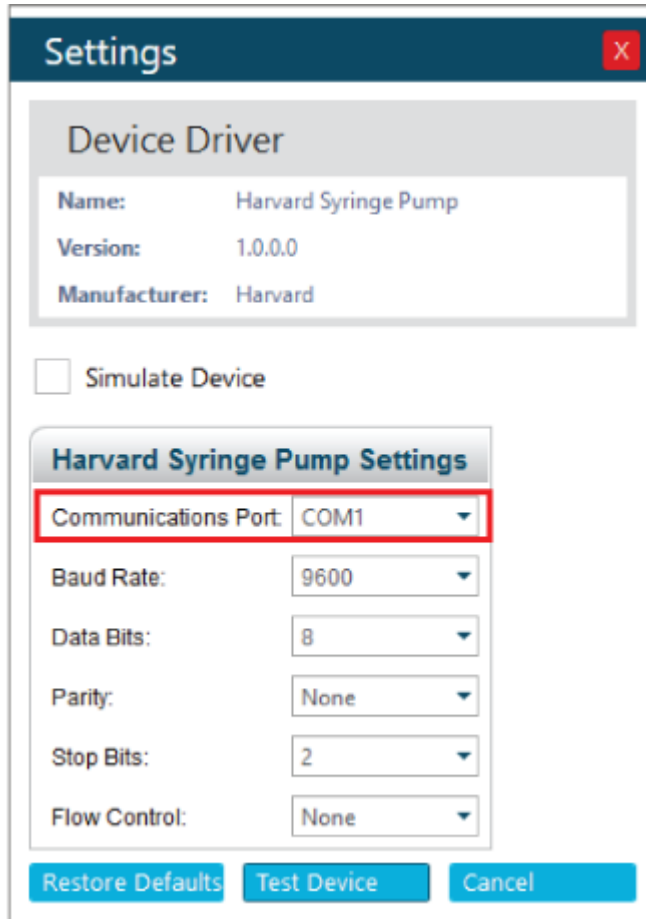 Settings
X
Device Driver
Name: Harvard Syringe Pump
Version: 1.0.0.0
Manufacturer: Harvard
Simulate Device
Harvard Syringe Pump Settings
Communications Port: COM1
Baud Rate: 9600
Data Bits: 8
Parity: None
Stop Bits: 2
Flow Control: None
Restore Defaults Test Device Cancel